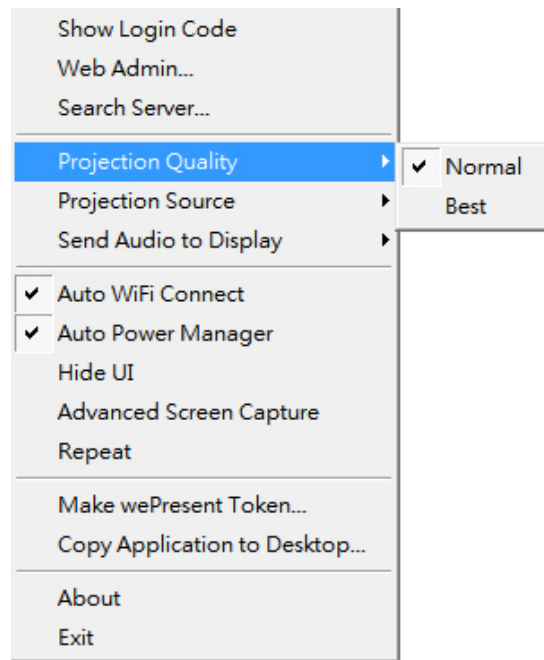 Show Login Code
Web Admin...
Search Server...
Projection Quality
Normal
Projection Source
Best
Send Audio to Display
Auto WiFi Connect
Auto Power Manager
Hide UI
Advanced Screen Capture
Repeat
Make wePresent Token...
Copy Application to Desktop...
About
Exit